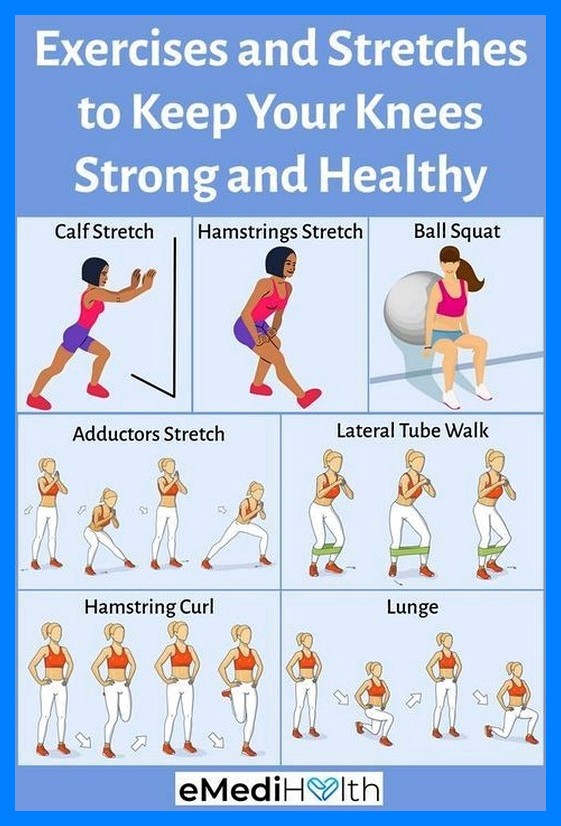 Exercises and Stretches
to Keep Your Knees
Strong and Healthy
Calf Stretch
Hamstrings Stretch
Ball Squat
Adductors Stretch
Lateral Tube Walk
Hamstring Curl
Lunge
eMediHealth